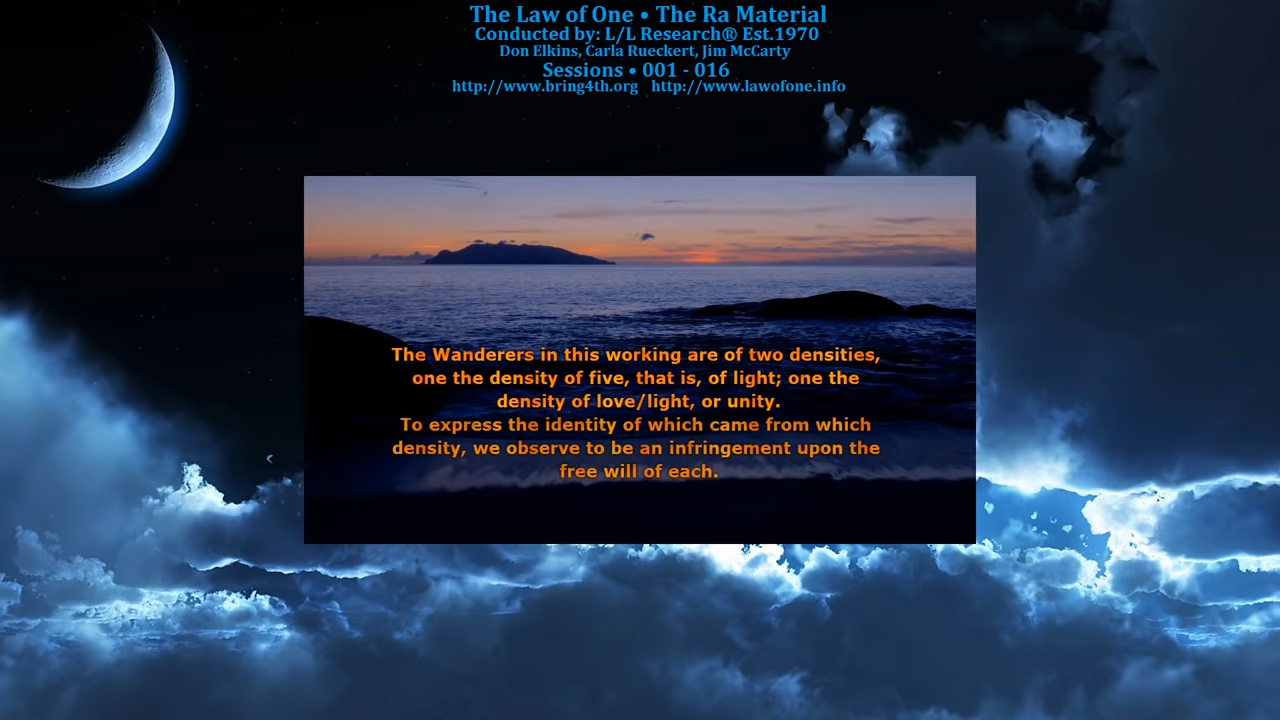 The Law of One • The Ra Material
Conducted by: L/L Research® Est.1970
Don Elkins, Carla Rueckert, Jim McCarty
Sessions • 001 - 016
http://www.bring4th.org http://www.lawofone.info
The Wanderers in this working are of two densities,
one the density of five, that is, of light; one the
density of love/light, or unity.
To express the identity of which came from which
density, we observe to be an infringement upon the
free will of each.